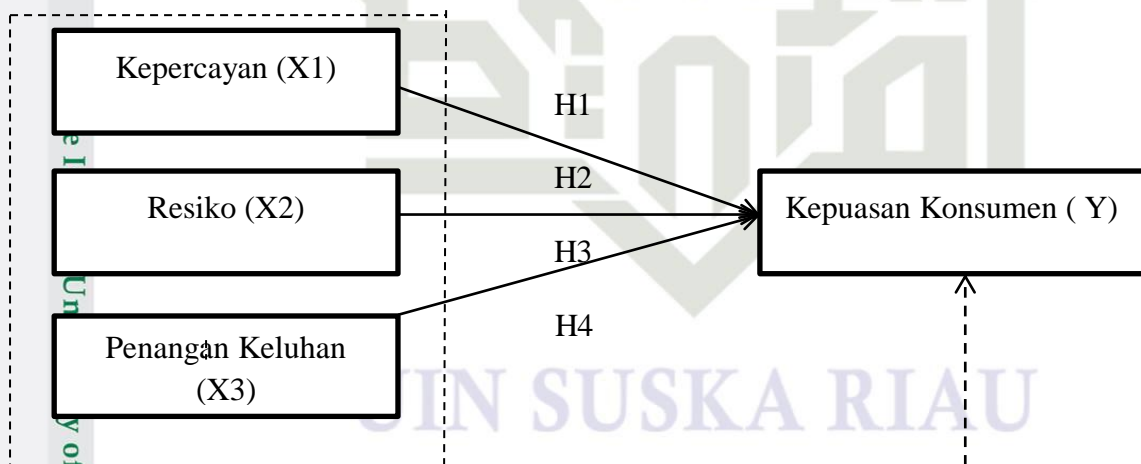 Kepercayan (X1)
H1
H2
Resiko (X2)
Kepuasan Konsumen ( Y)
H3
Penangan Keluhan
(X3)
H4
UIN SUSKA RIAU